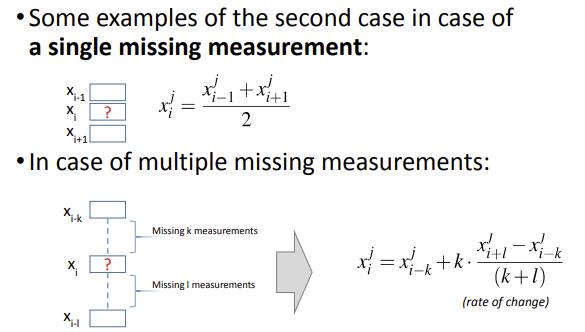 • Some examples of the second case in case of
a single missing measurement:
x_{i-1}
x_i ?
x_{i+1}
x_i^j = \frac{x_{i-1}^j + x_{i+1}^j}{2}
• In case of multiple missing measurements:
x_{i-k}
Missing k measurements
x_i ?
Missing l measurements
x_{i-l}
x_i^j = x_{i-k}^j + k \cdot \frac{x_{i+l}^j - x_{i-k}^j}{(k+l)}
(rate of change)